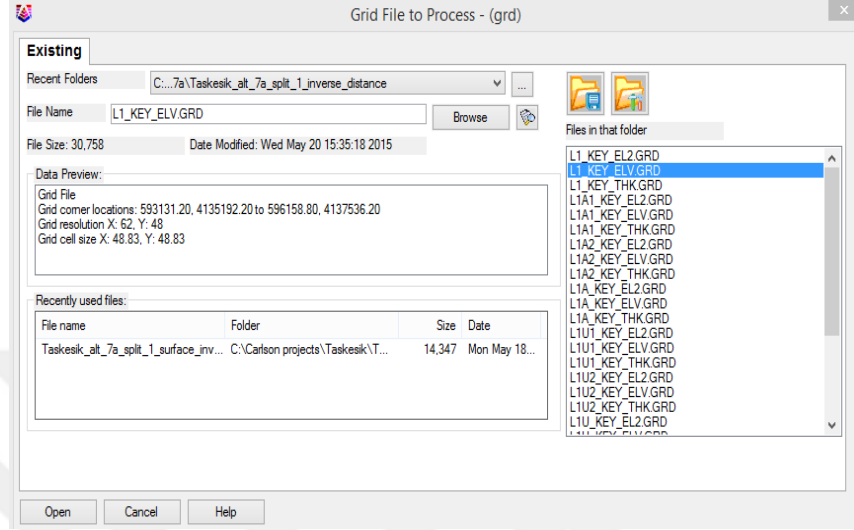 Grid File to Process - (grd)
Existing
Recent Folders
C:...7a\Taskesik_alt_7a_split_1_inverse_distance
...
File Name
L1_KEY_ELV.GRD
Browse
File Size: 30,758
Date Modified: Wed May 20 15:35:18 2015
Data Preview:
Grid File
Grid corner locations: 593131.20, 4135192.20 to 596158.80, 4137536.20
Grid resolution X: 62, Y: 48
Grid cell size X: 48.83, Y: 48.83
Recently used files:
File name Folder Size Date
Taskesik_alt_7a_split_1_surface_inv... C:\Carlson projects\Taskesik\T... 14,347 Mon May 18...
Files in that folder
L1_KEY_EL2.GRD
L1_KEY_ELV.GRD
L1_KEY_THK.GRD
L1A1_KEY_EL2.GRD
L1A1_KEY_ELV.GRD
L1A1_KEY_THK.GRD
L1A2_KEY_EL2.GRD
L1A2_KEY_ELV.GRD
L1A2_KEY_THK.GRD
L1A_KEY_EL2.GRD
L1A_KEY_ELV.GRD
L1A_KEY_THK.GRD
L1U1_KEY_EL2.GRD
L1U1_KEY_ELV.GRD
L1U1_KEY_THK.GRD
L1U2_KEY_EL2.GRD
L1U2_KEY_ELV.GRD
L1U2_KEY_THK.GRD
L1U_KEY_EL2.GRD
L1U_KEY_ELV.GRD
Open
Cancel
Help